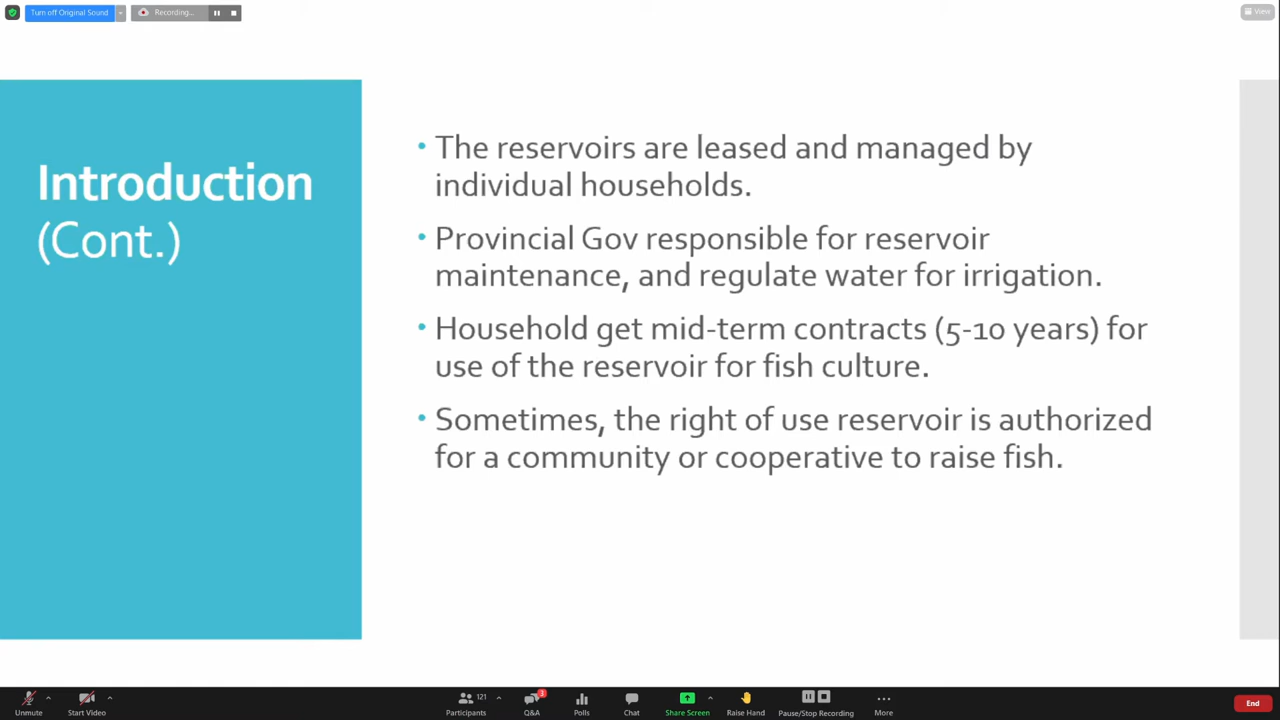 Turn off Original Sound
Recording...
View
Introduction
(Cont.)
• The reservoirs are leased and managed by
individual households.
• Provincial Gov responsible for reservoir
maintenance, and regulate water for irrigation.
• Household get mid-term contracts (5-10 years) for
use of the reservoir for fish culture.
• Sometimes, the right of use reservoir is authorized
for a community or cooperative to raise fish.
Unmute
Start Video
Participants
121
Q&A
3
Polls
Chat
Share Screen
Raise Hand
Pause/Stop Recording
More
End